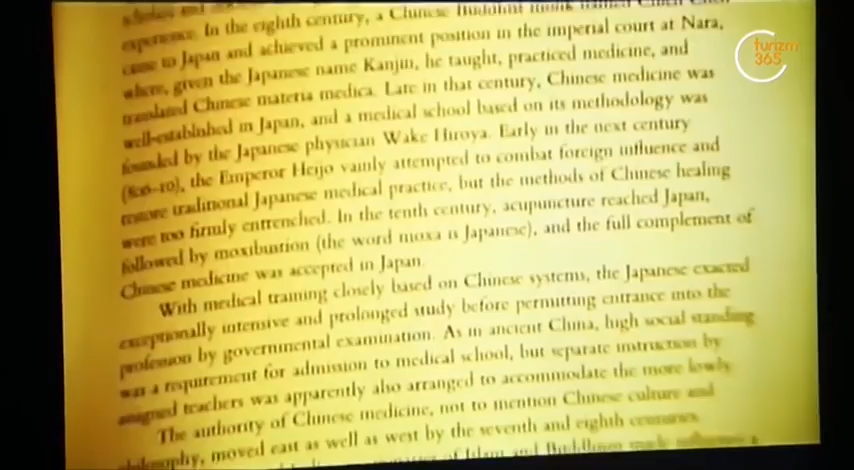 experience. In the eighth century, a Chinese Buddhist monk named
came to Japan and achieved a prominent position in the imperial court at Nara,
where, given the Japanese name Kanjin, he taught, practiced medicine, and
translated Chinese materia medica. Late in that century, Chinese medicine was
well-established in Japan, and a medical school based on its methodology was
founded by the Japanese physician Wake Hiroya. Early in the next century
(806–10), the Emperor Heijo vainly attempted to combat foreign influence and
restore traditional Japanese medical practice, but the methods of Chinese healing
were too firmly entrenched. In the tenth century, acupuncture reached Japan,
followed by moxibustion (the word moxa is Japanese), and the full complement of
Chinese medicine was accepted in Japan.
With medical training closely based on Chinese systems, the Japanese exacted
exceptionally intensive and prolonged study before permitting entrance into the
profession by governmental examination. As in ancient China, high social standing
was a requirement for admission to medical school, but separate instruction by
assigned teachers was apparently also arranged to accommodate the more lowly.
The authority of Chinese medicine, not to mention Chinese culture and
philosophy, moved east as well as west by the seventh and eighth centuries.
of Islam and Buddhism made
turizm
365